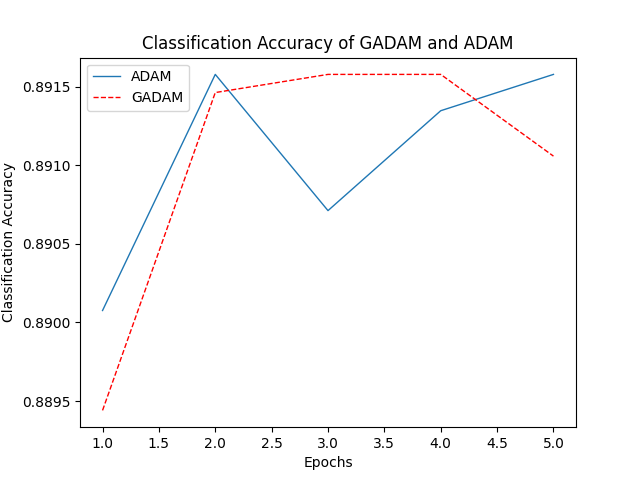 Classification Accuracy of GADAM and ADAM
ADAM
GADAM
Classification Accuracy
0.8915
0.8910
0.8905
0.8900
0.8895
1.0 1.5 2.0 2.5 3.0 3.5 4.0 4.5 5.0
Epochs